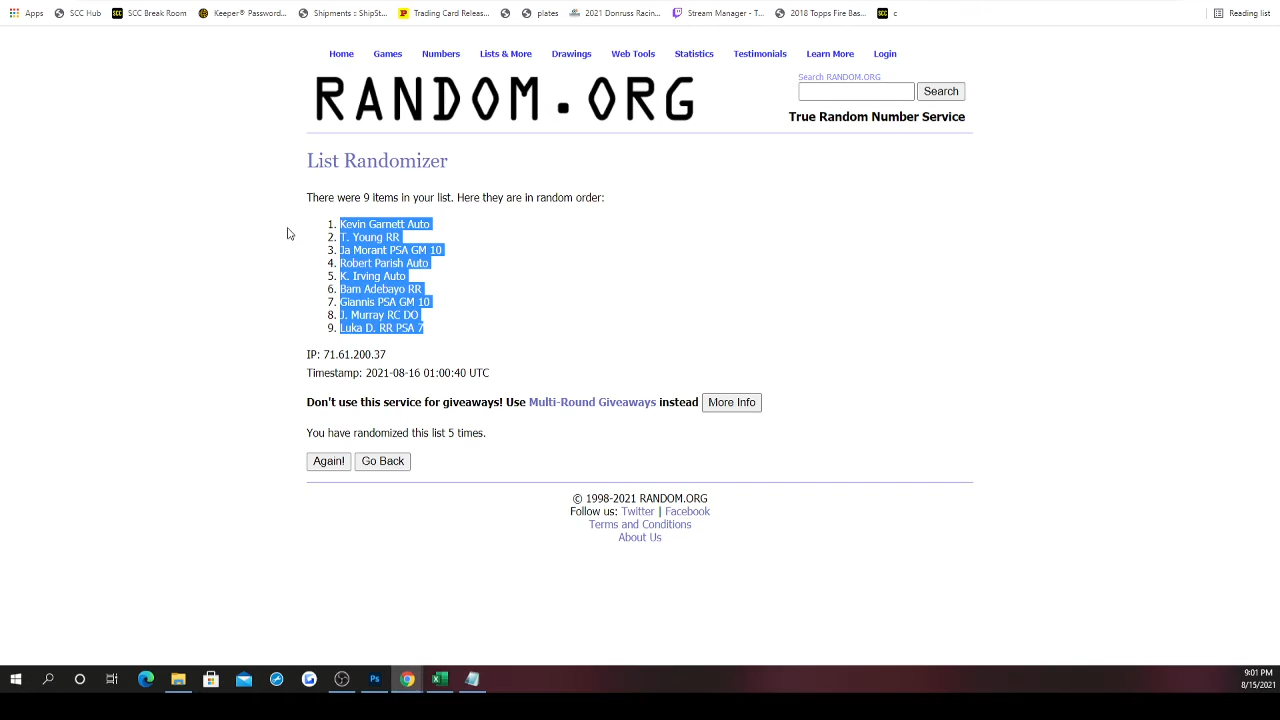 Apps SCC Hub SCC Break Room Keeper® Password... Shipments :: ShipSt... Trading Card Releas... plates 2021 Donruss Racin... Stream Manager - T... 2018 Topps Fire Bas... c Reading list
Home Games Numbers Lists & More Drawings Web Tools Statistics Testimonials Learn More Login
RANDOM.ORG
Search RANDOM.ORG
Search
True Random Number Service
List Randomizer
There were 9 items in your list. Here they are in random order:
1. Kevin Garnett Auto
2. T. Young RR
3. Ja Morant PSA GM 10
4. Robert Parish Auto
5. K. Irving Auto
6. Bam Adebayo RR
7. Giannis PSA GM 10
8. J. Murray RC DO
9. Luka D. RR PSA 7
IP: 71.61.200.37
Timestamp: 2021-08-16 01:00:40 UTC
Don't use this service for giveaways! Use Multi-Round Giveaways instead More Info
You have randomized this list 5 times.
Again! Go Back
© 1998-2021 RANDOM.ORG
Follow us: Twitter | Facebook
Terms and Conditions
About Us
9:01 PM
8/15/2021